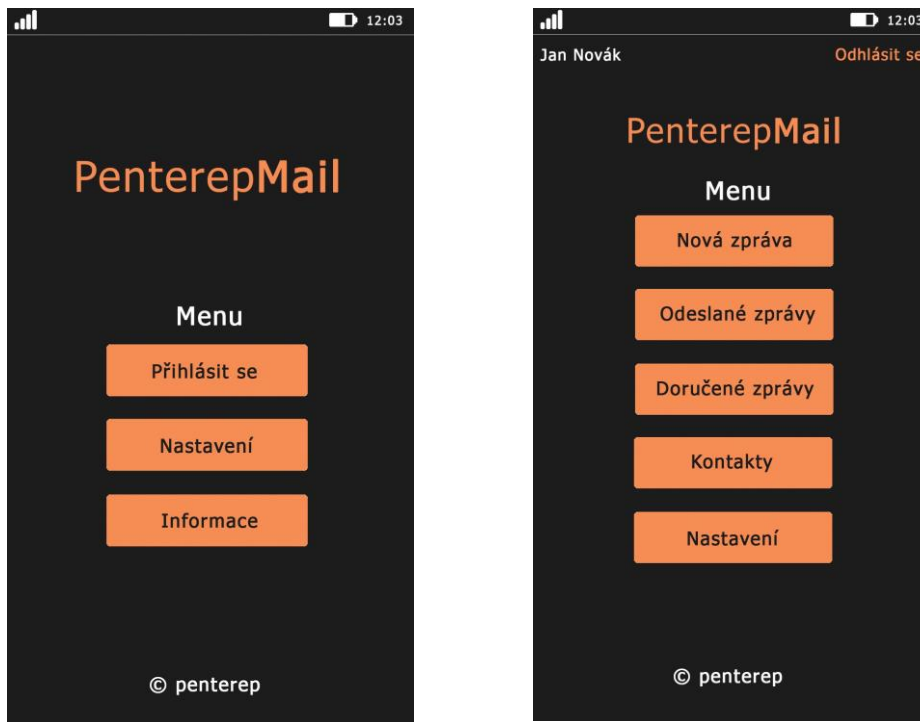 12:03
PenterepMail
Menu
Přihlásit se
Nastavení
Informace
© penterep
12:03
Jan Novák Odhlásit se
PenterepMail
Menu
Nová zpráva
Odeslané zprávy
Doručené zprávy
Kontakty
Nastavení
© penterep